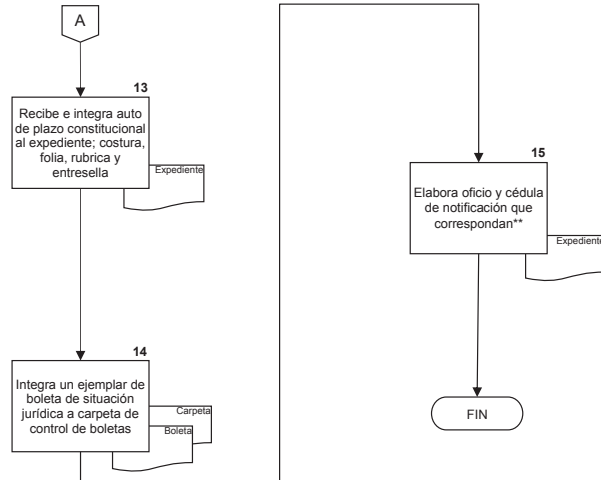 A
13
Recibe e integra auto
de plazo constitucional
al expediente; costura,
folia, rubrica y
entresella
Expediente
14
Integra un ejemplar de
boleta de situación
jurídica a carpeta de
control de boletas
Carpeta
Boleta
15
Elabora oficio y cédula
de notificación que
correspondan**
Expediente
FIN